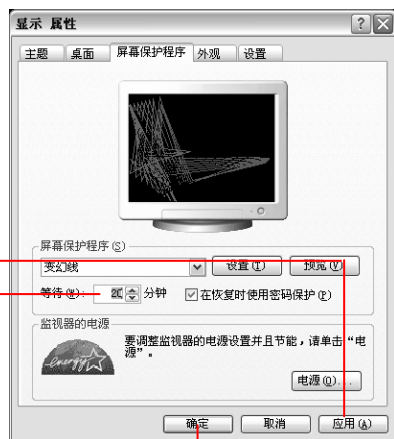 显示 属性
主题 桌面 屏幕保护程序 外观 设置
屏幕保护程序(S)
变幻线 设置(T) 预览(V)
等待(W): 20 分钟 在恢复时使用密码保护(P)
监视器的电源
要调整监视器的电源设置并且节能，请单击“电
源”。
energy
电源(O)...
确定 取消 应用(A)